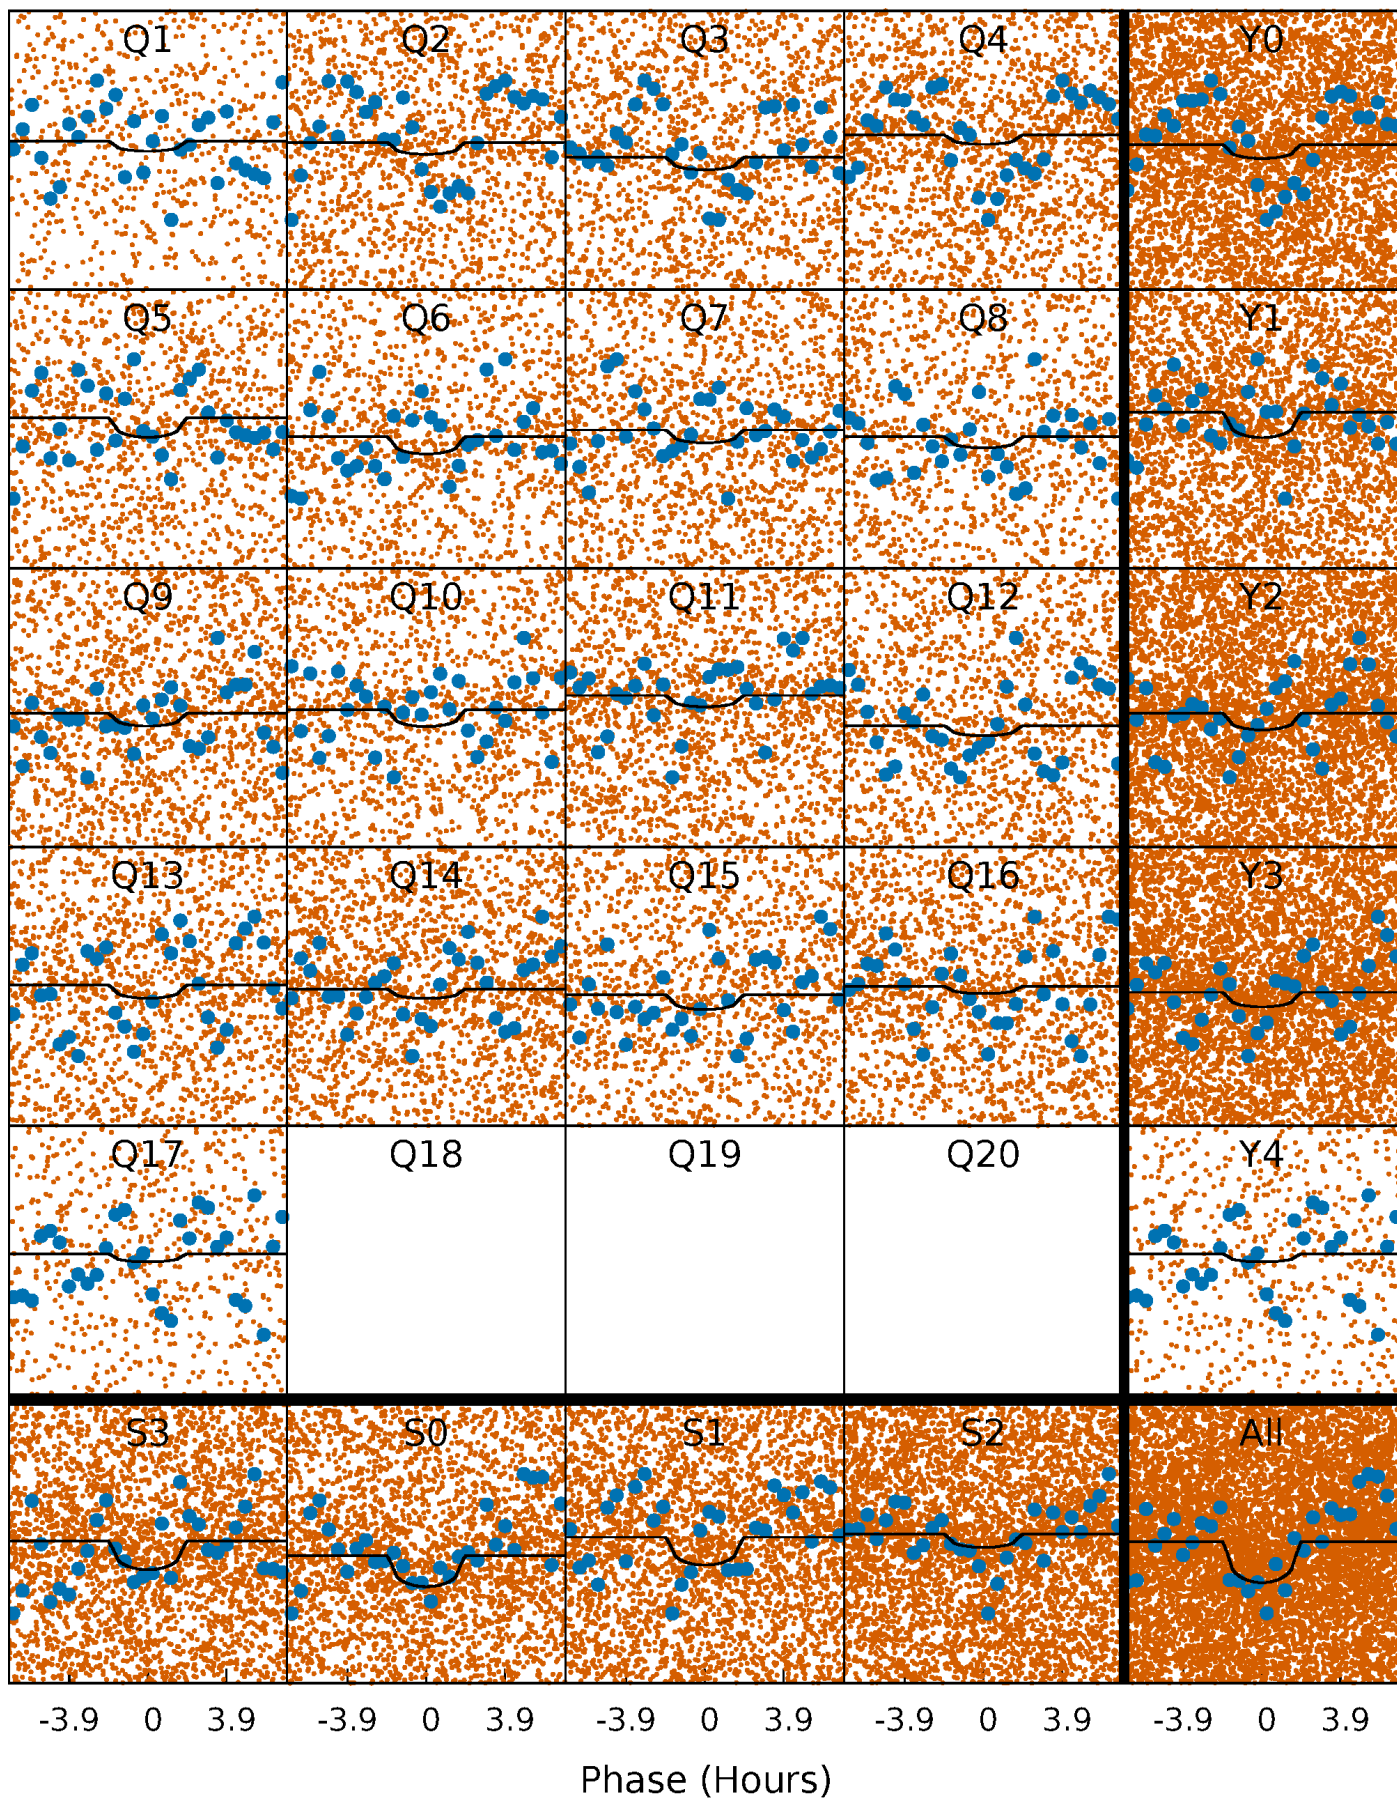 Q1 Q2 Q3 Q4 Y0
Q5 Q6 Q7 Q8 Y1
Q9 Q10 Q11 Q12 Y2
Q13 Q14 Q15 Q16 Y3
Q17 Q18 Q19 Q20 Y4
S3 S0 S1 S2 All
-3.9 0 3.9 -3.9 0 3.9 -3.9 0 3.9 -3.9 0 3.9 -3.9 0 3.9
Phase (Hours)